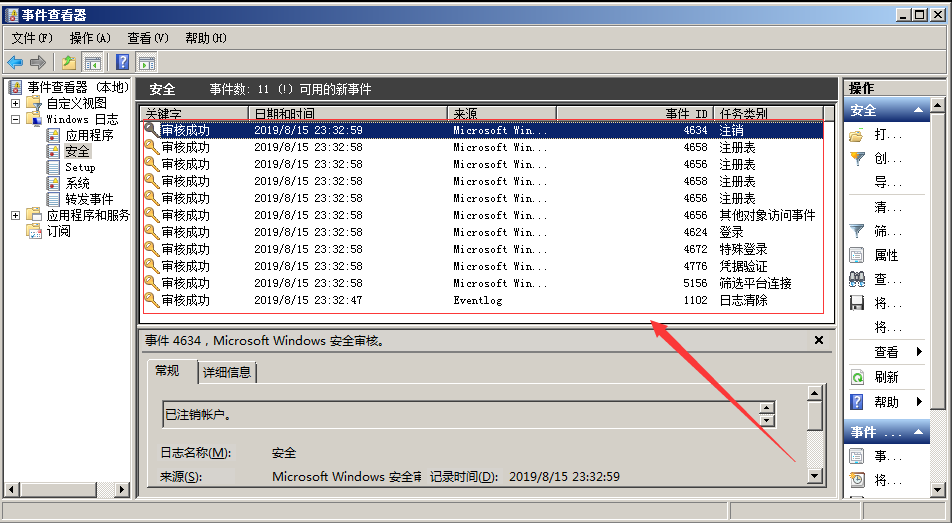 事件查看器
文件(F) 操作(A) 查看(V) 帮助(H)
事件查看器 (本地)
自定义视图
Windows 日志
应用程序
安全
Setup
系统
转发事件
应用程序和服务
订阅
安全 事件数: 11 (!) 可用的新事件
关键字 日期和时间 来源 事件 ID 任务类别
审核成功 2019/8/15 23:32:59 Microsoft Win... 4634 注销
审核成功 2019/8/15 23:32:58 Microsoft Win... 4658 注册表
审核成功 2019/8/15 23:32:58 Microsoft Win... 4656 注册表
审核成功 2019/8/15 23:32:58 Microsoft Win... 4658 注册表
审核成功 2019/8/15 23:32:58 Microsoft Win... 4656 注册表
审核成功 2019/8/15 23:32:58 Microsoft Win... 4656 其他对象访问事件
审核成功 2019/8/15 23:32:58 Microsoft Win... 4624 登录
审核成功 2019/8/15 23:32:58 Microsoft Win... 4672 特殊登录
审核成功 2019/8/15 23:32:58 Microsoft Win... 4776 凭据验证
审核成功 2019/8/15 23:32:58 Microsoft Win... 5156 筛选平台连接
审核成功 2019/8/15 23:32:47 Eventlog 1102 日志清除
事件 4634，Microsoft Windows 安全审核。
常规 详细信息
已注销帐户。
日志名称(M): 安全
来源(S): Microsoft Windows 安全审 记录时间(D): 2019/8/15 23:32:59
操作
安全
打...
创...
导...
清...
筛...
属性
查...
将...
将...
查看
刷新
帮助
事件 ...
事...
将...